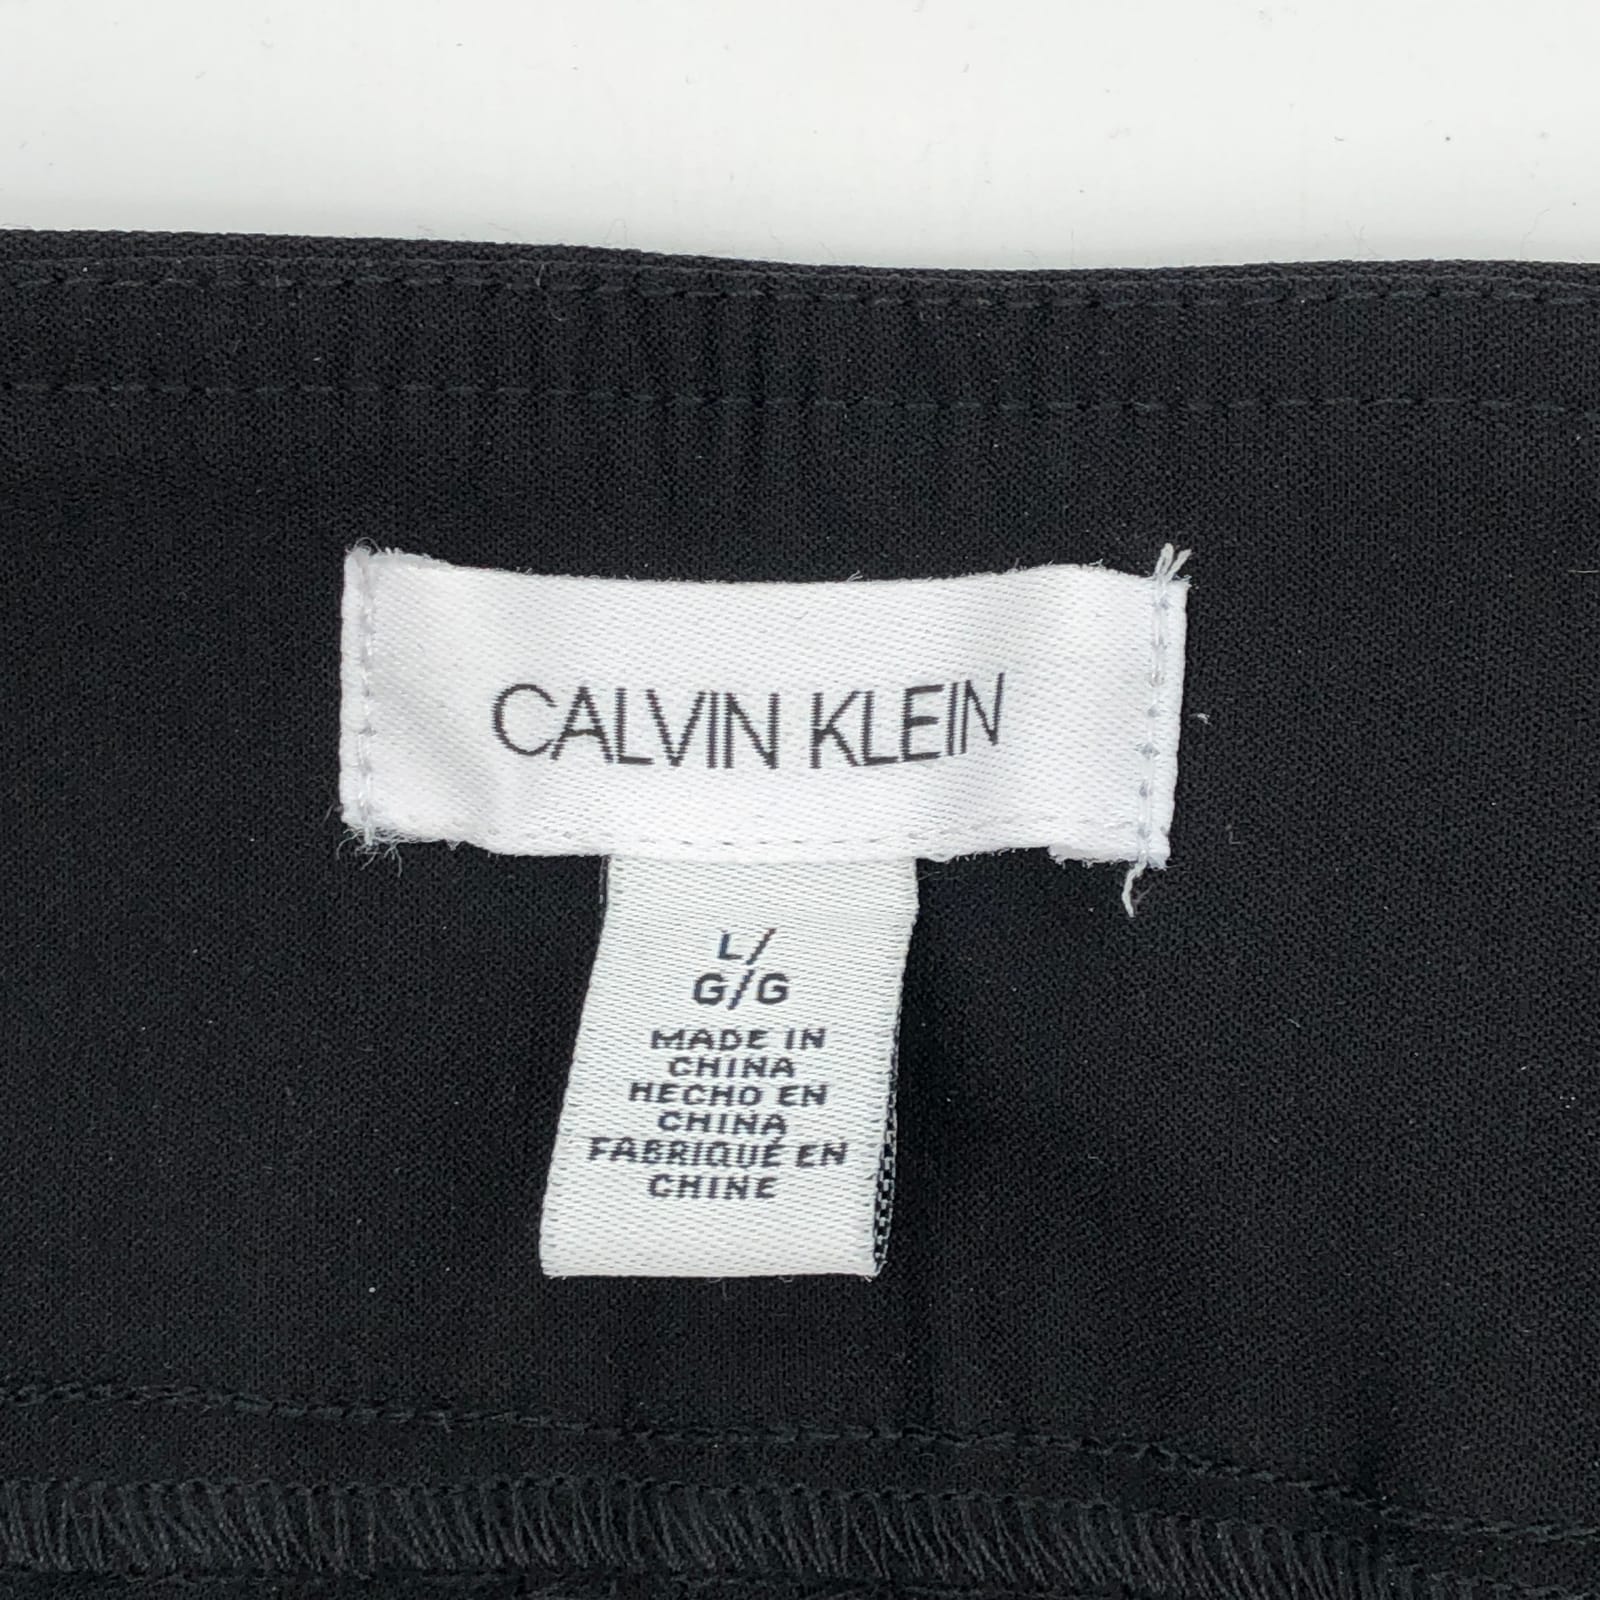 CALVIN KLEIN
L/
G/G
MADE IN
CHINA
HECHO EN
CHINA
FABRIQUÉ EN
CHINE